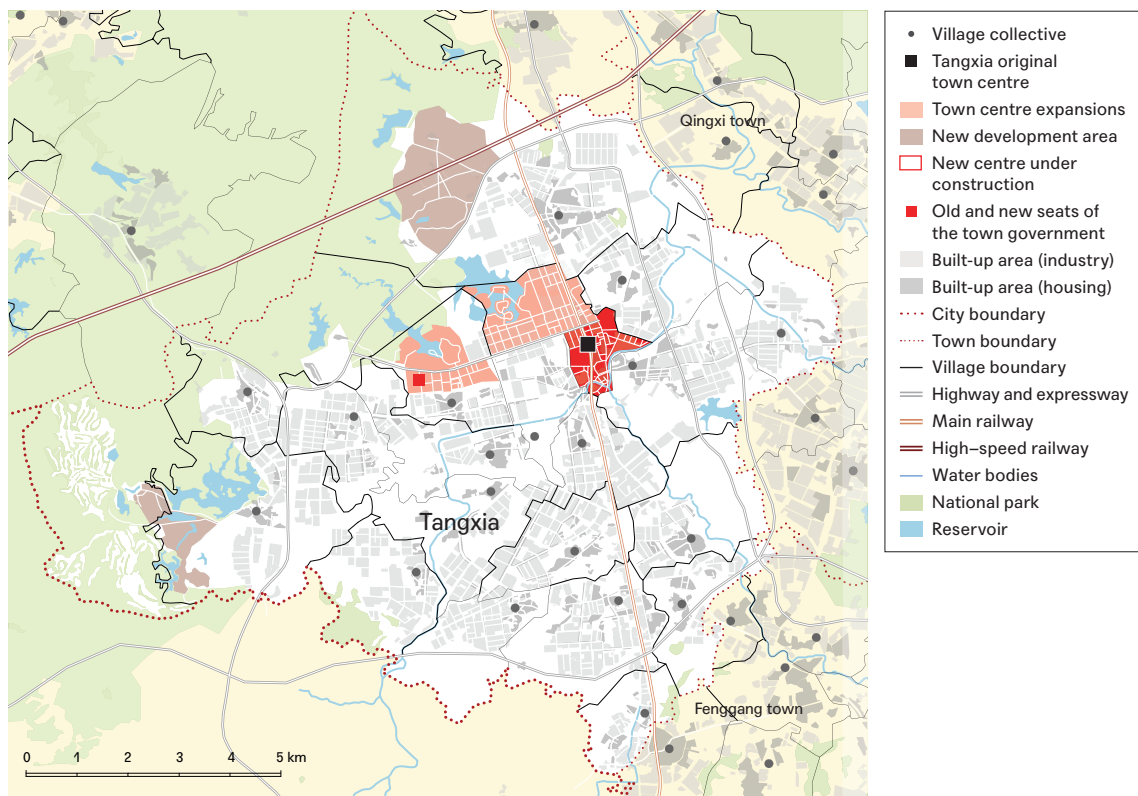 Qingxi town
Tangxia
Fenggang town
0 1 2 3 4 5 km
Village collective
Tangxia original
town centre
Town centre expansions
New development area
New centre under
construction
Old and new seats of
the town government
Built-up area (industry)
Built-up area (housing)
City boundary
Town boundary
Village boundary
Highway and expressway
Main railway
High–speed railway
Water bodies
National park
Reservoir